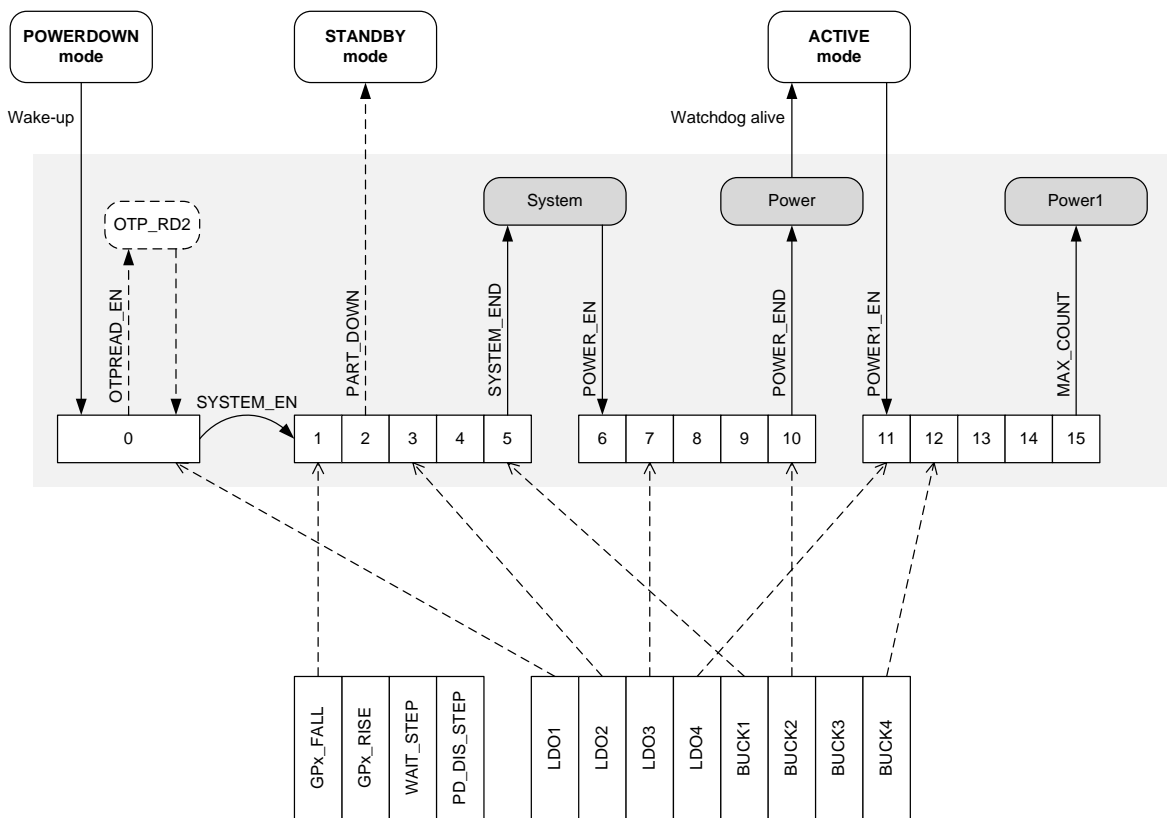 POWERDOWN
mode
STANDBY
mode
ACTIVE
mode
Wake-up
Watchdog alive
System
Power
Power1
OTP_RD2
OTPREAD_EN
PART_DOWN
SYSTEM_END
POWER_EN
POWER_END
POWER1_EN
MAX_COUNT
SYSTEM_EN
0 1 2 3 4 5 6 7 8 9 10 11 12 13 14 15
GPx_FALL
GPx_RISE
WAIT_STEP
PD_DIS_STEP
LDO1
LDO2
LDO3
LDO4
BUCK1
BUCK2
BUCK3
BUCK4